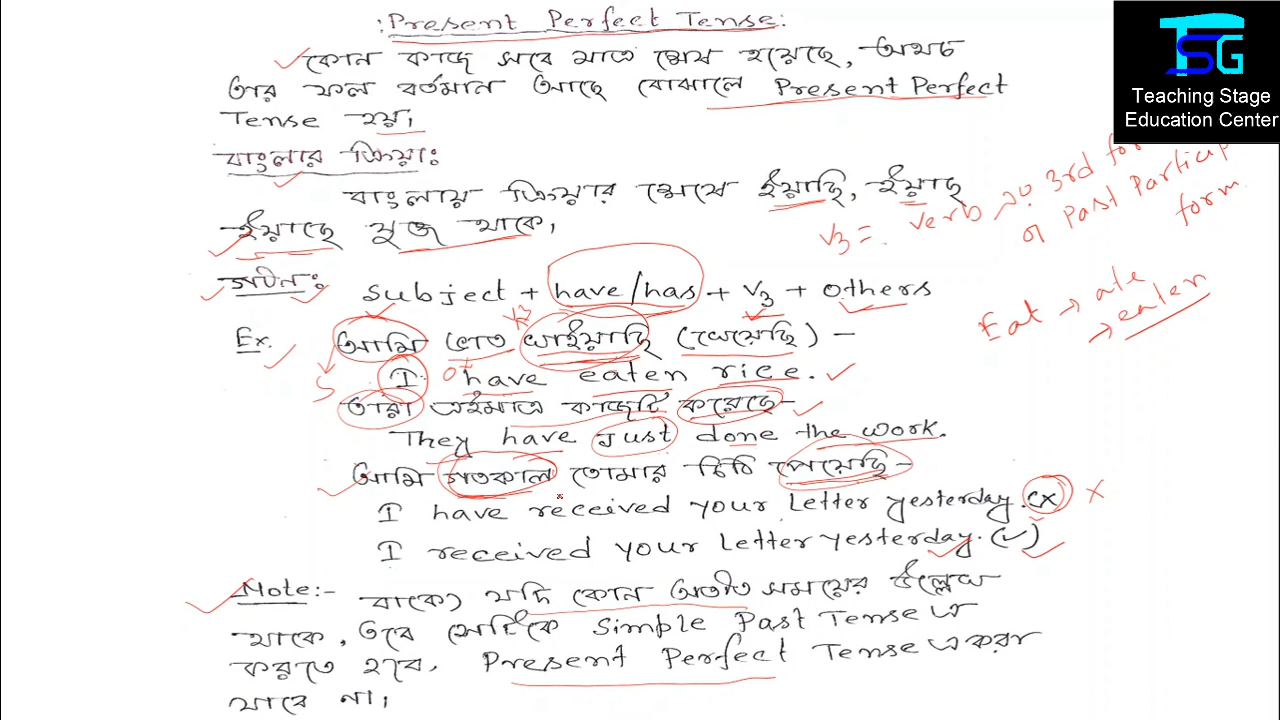 :Present Perfect Tense:
কোন কাজ সবে মাত্র শেষ হয়েছে, অথচ
তার ফল বর্তমান আছে বোঝালে Present Perfect
Tense হয়।
বাংলার ক্রিয়াঃ
বাংলায় ক্রিয়ার শেষে ইয়াছি, ইয়াছ
ইয়াছে যুক্ত থাকে,
গঠনঃ subject + have/has + V3 + others
Ex. আমি ভাত খাইয়াছি (খেয়েছি) –
I have eaten rice.
তারা এইমাত্র কাজটি করেছে–
They have just done the work.
আমি গতকাল তোমার চিঠি পেয়েছি–
I have received your Letter yesterday. (x) x
I received your Letter yesterday. (✓)
Note:- বাক্যে যদি কোন অতীত সময়ের উল্লেখ
থাকে, তবে সেটিকে Simple Past Tense এ
করতে হবে, Present Perfect Tense এ করা
যাবে না।
V3 = verb এর 3rd
or Past
form
Eat → ate
→ eaten
S
V3
TSG
Teaching Stage
Education Center